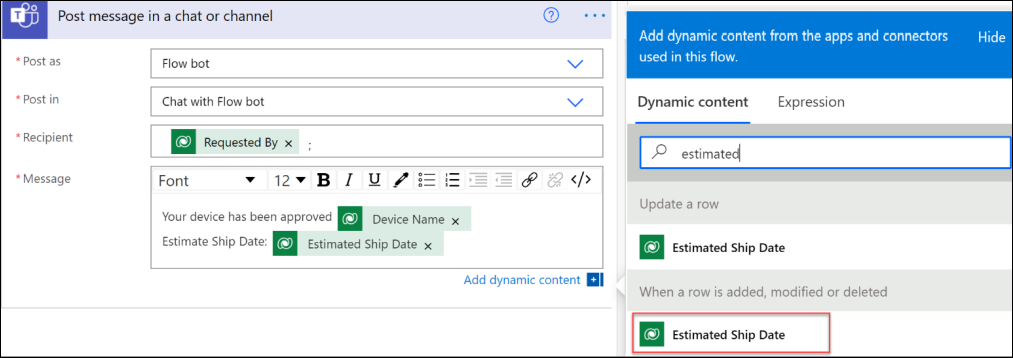 Post message in a chat or channel
* Post as
Flow bot
* Post in
Chat with Flow bot
* Recipient
Requested By × ;
* Message
Font 12 B I U </>
Your device has been approved Device Name ×
Estimate Ship Date: Estimated Ship Date ×
Add dynamic content
Add dynamic content from the apps and connectors
used in this flow.
Hide
Dynamic content Expression
estimated
Update a row
Estimated Ship Date
When a row is added, modified or deleted
Estimated Ship Date